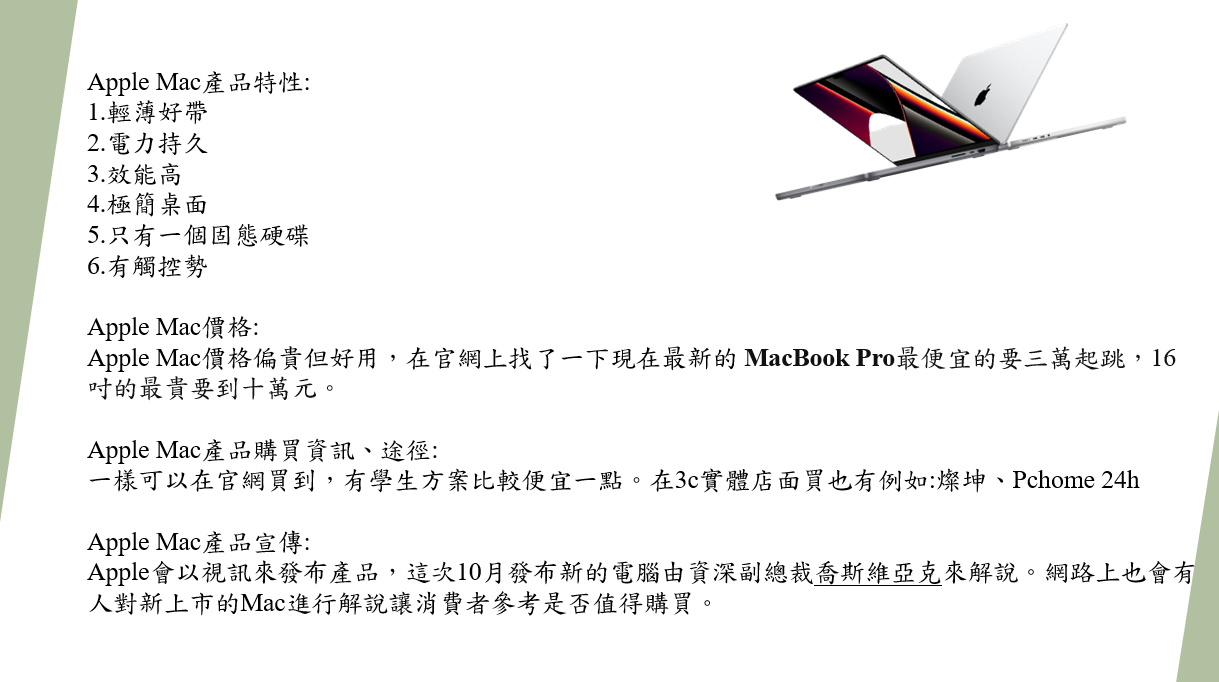 Apple Mac產品特性:
1.輕薄好帶
2.電力持久
3.效能高
4.極簡桌面
5.只有一個固態硬碟
6.有觸控勢
Apple Mac價格:
Apple Mac價格偏貴但好用，在官網上找了一下現在最新的 MacBook Pro最便宜的要三萬起跳，16
吋的最貴要到十萬元。
Apple Mac產品購買資訊、途徑:
一樣可以在官網買到，有學生方案比較便宜一點。在3c實體店面買也有例如:燦坤、Pchome 24h
Apple Mac產品宣傳:
Apple會以視訊來發布產品，這次10月發布新的電腦由資深副總裁喬斯維亞克來解說。網路上也會有
人對新上市的Mac進行解說讓消費者參考是否值得購買。